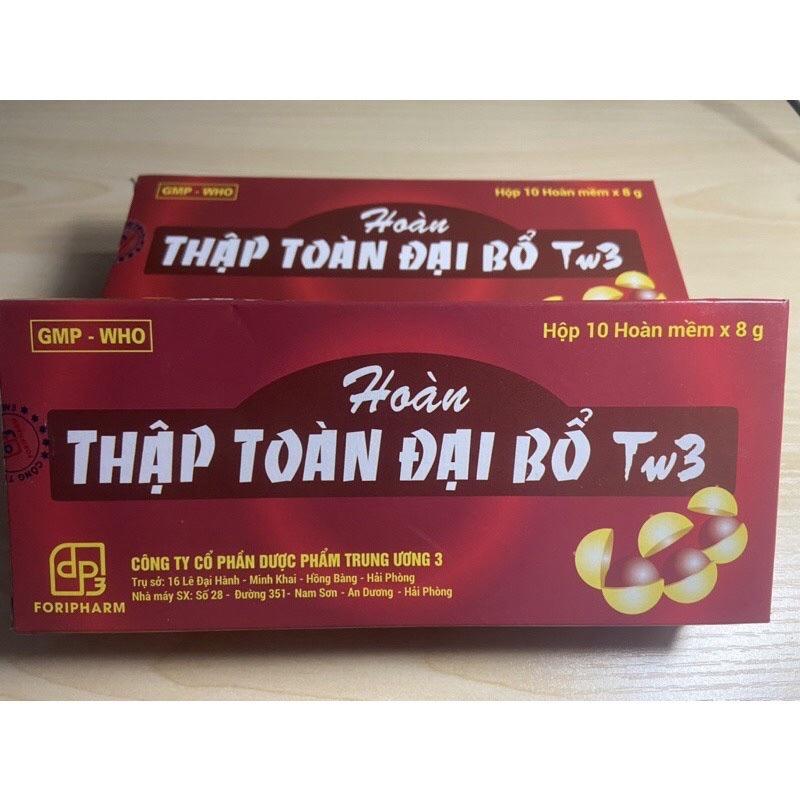 GMP - WHO
Hộp 10 Hoàn mềm x 8 g
Hoàn
THẬP TOÀN ĐẠI BỔ TW3
GMP - WHO
Hộp 10 Hoàn mềm x 8 g
Hoàn
THẬP TOÀN ĐẠI BỔ TW3
dp3
FORIPHARM
CÔNG TY CỔ PHẦN DƯỢC PHẨM TRUNG ƯƠNG 3
Trụ sở: 16 Lê Đại Hành - Minh Khai - Hồng Bàng - Hải Phòng
Nhà máy SX: Số 28 - Đường 351- Nam Sơn - An Dương - Hải Phòng